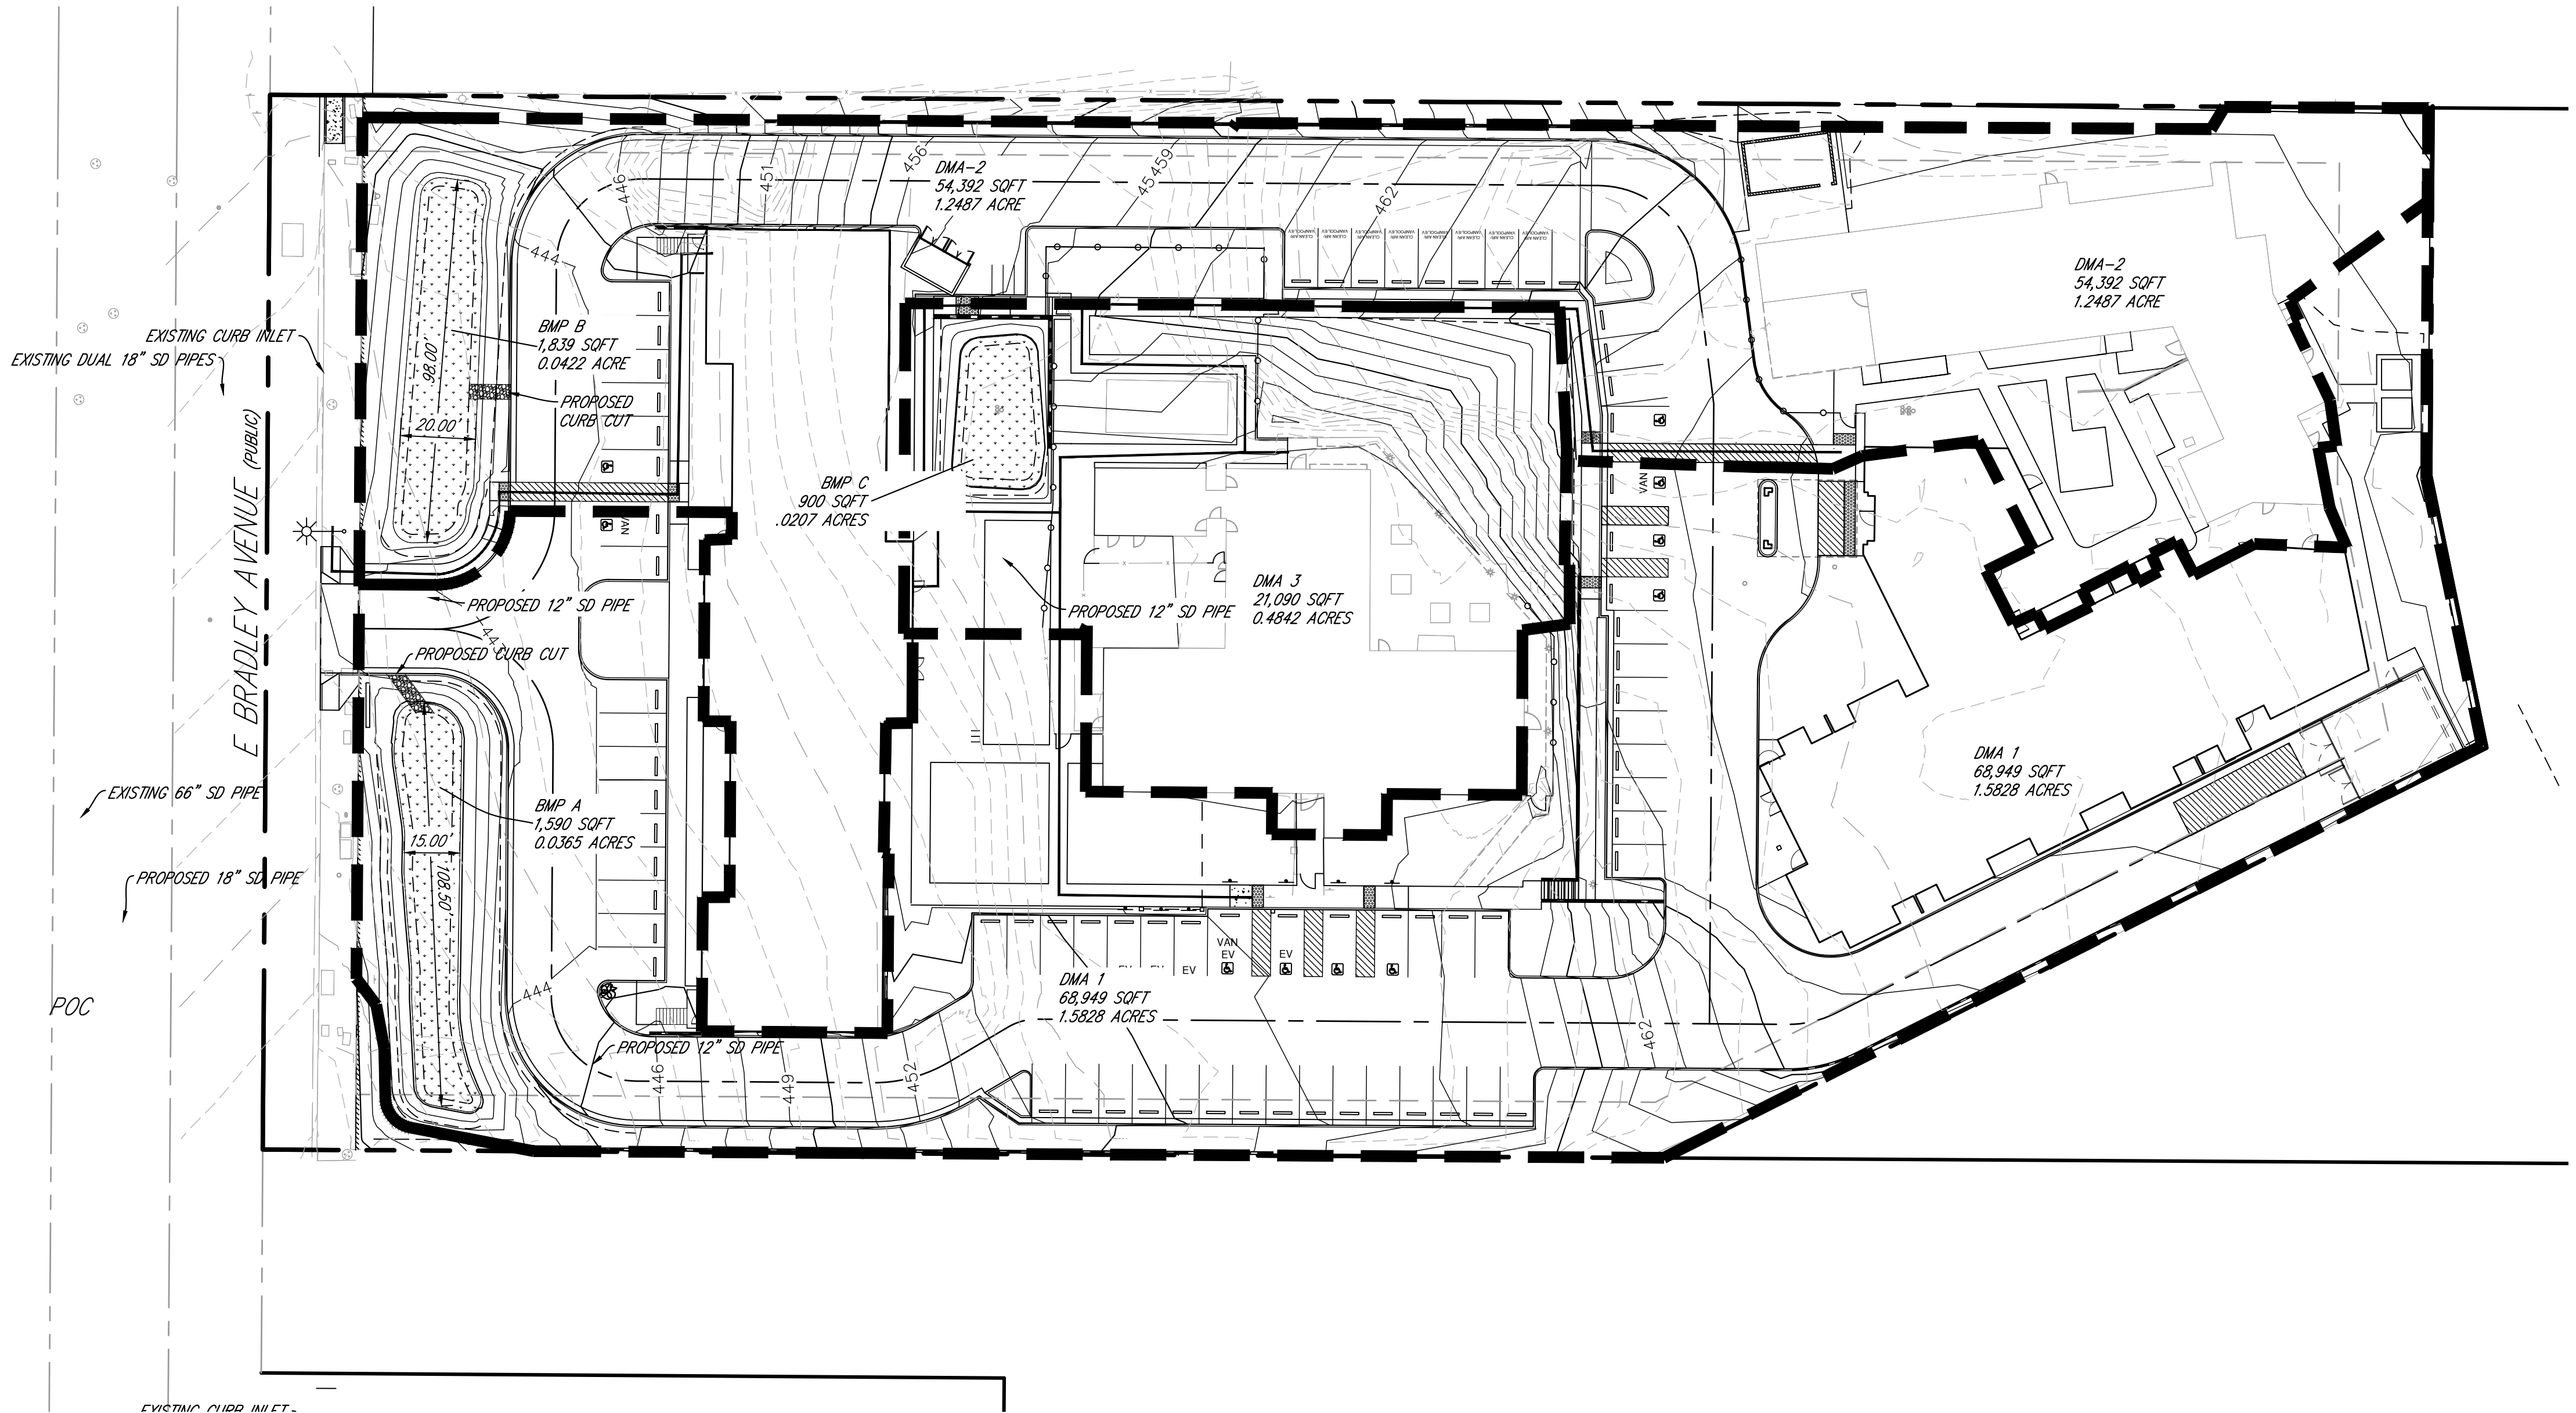 DMA-2
54,392 SQFT
1.2487 ACRE
446
451
456
45
459
462
444
DMA-2
54,392 SQFT
1.2487 ACRE
EXISTING CURB INLET
EXISTING DUAL 18" SD PIPES
BMP B
1,839 SQFT
0.0422 ACRE
98.00'
20.00'
PROPOSED
CURB CUT
E BRADLEY AVENUE (PUBLIC)
BMP C
900 SQFT
.0207 ACRES
VAN
VAN
DMA 3
21,090 SQFT
0.4842 ACRES
PROPOSED 12" SD PIPE
PROPOSED 12" SD PIPE
PROPOSED CURB CUT
EXISTING 66" SD PIPE
BMP A
1,590 SQFT
0.0365 ACRES
15.00'
108.50'
DMA 1
68,949 SQFT
1.5828 ACRES
PROPOSED 18" SD PIPE
POC
444
VAN
EV
EV
EV
DMA 1
68,949 SQFT
1.5828 ACRES
PROPOSED 12" SD PIPE
446
449
452
462
EXISTING CURB INLET